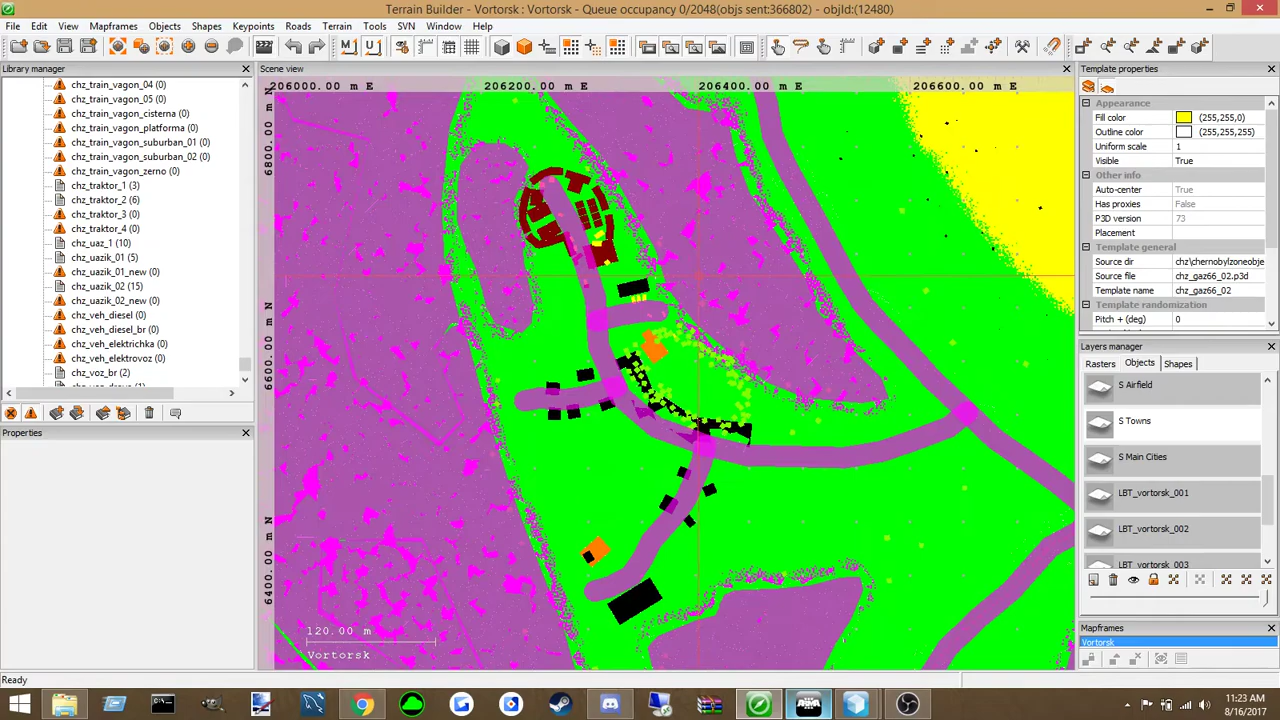 Terrain Builder - Vortorsk : Vortorsk - Queue occupancy 0/2048(objs sent:366802) - objId:(12480)
File Edit View Mapframes Objects Shapes Keypoints Roads Terrain Tools SVN Window Help
Library manager
chz_train_vagon_04 (0)
chz_train_vagon_05 (0)
chz_train_vagon_cisterna (0)
chz_train_vagon_platforma (0)
chz_train_vagon_suburban_01 (0)
chz_train_vagon_suburban_02 (0)
chz_train_vagon_zerno (0)
chz_traktor_1 (3)
chz_traktor_2 (6)
chz_traktor_3 (0)
chz_traktor_4 (0)
chz_uaz_1 (10)
chz_uazik_01 (5)
chz_uazik_01_new (0)
chz_uazik_02 (15)
chz_uazik_02_new (0)
chz_veh_diesel (0)
chz_veh_diesel_br (0)
chz_veh_elektrichka (0)
chz_veh_elektrovoz (0)
chz_voz_br (2)
Properties
Scene view
206000.00 m E 206200.00 m E 206400.00 m E 206600.00 m E
6800.00 m N
6600.00 m N
6400.00 m N
120.00 m
Vortorsk
Template properties
Appearance
Fill color (255,255,0)
Outline color (255,255,255)
Uniform scale 1
Visible True
Other info
Auto-center True
Has proxies False
P3D version 73
Placement
Template general
Source dir chz\chernobylzoneobje
Source file chz_gaz66_02.p3d
Template name chz_gaz66_02
Template randomization
Pitch + (deg) 0
Layers manager
Rasters Objects Shapes
S Airfield
S Towns
S Main Cities
LBT_vortorsk_001
LBT_vortorsk_002
LBT_vortorsk_003
Mapframes
Vortorsk
Ready
ARMA
11:23 AM
8/16/2017